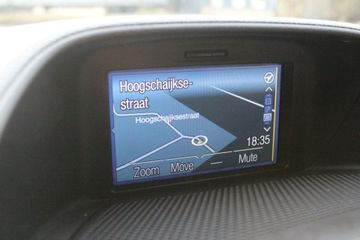 Hoogschaijkse-
straat
Hoogschaijksestraat
18:35
Zoom Move — Mute